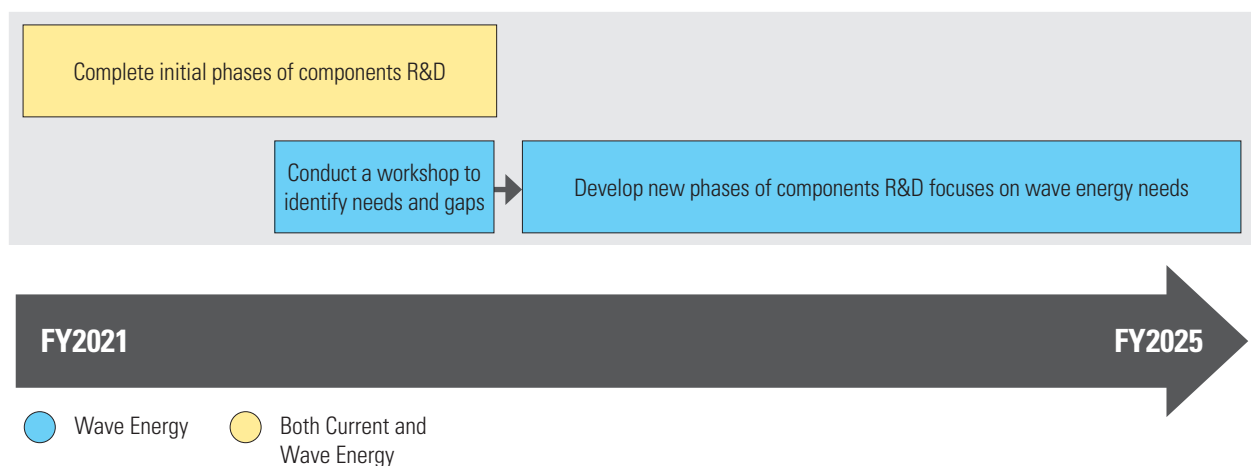 Complete initial phases of components R&D
Conduct a workshop to
identify needs and gaps
Develop new phases of components R&D focuses on wave energy needs
FY2021
FY2025
Wave Energy
Both Current and
Wave Energy